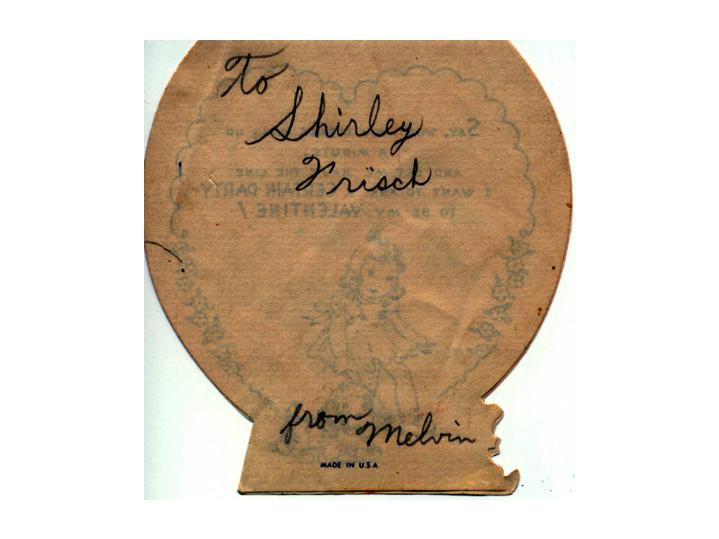 To
Shirley
Frisch
from Melvin
MADE IN U.S.A